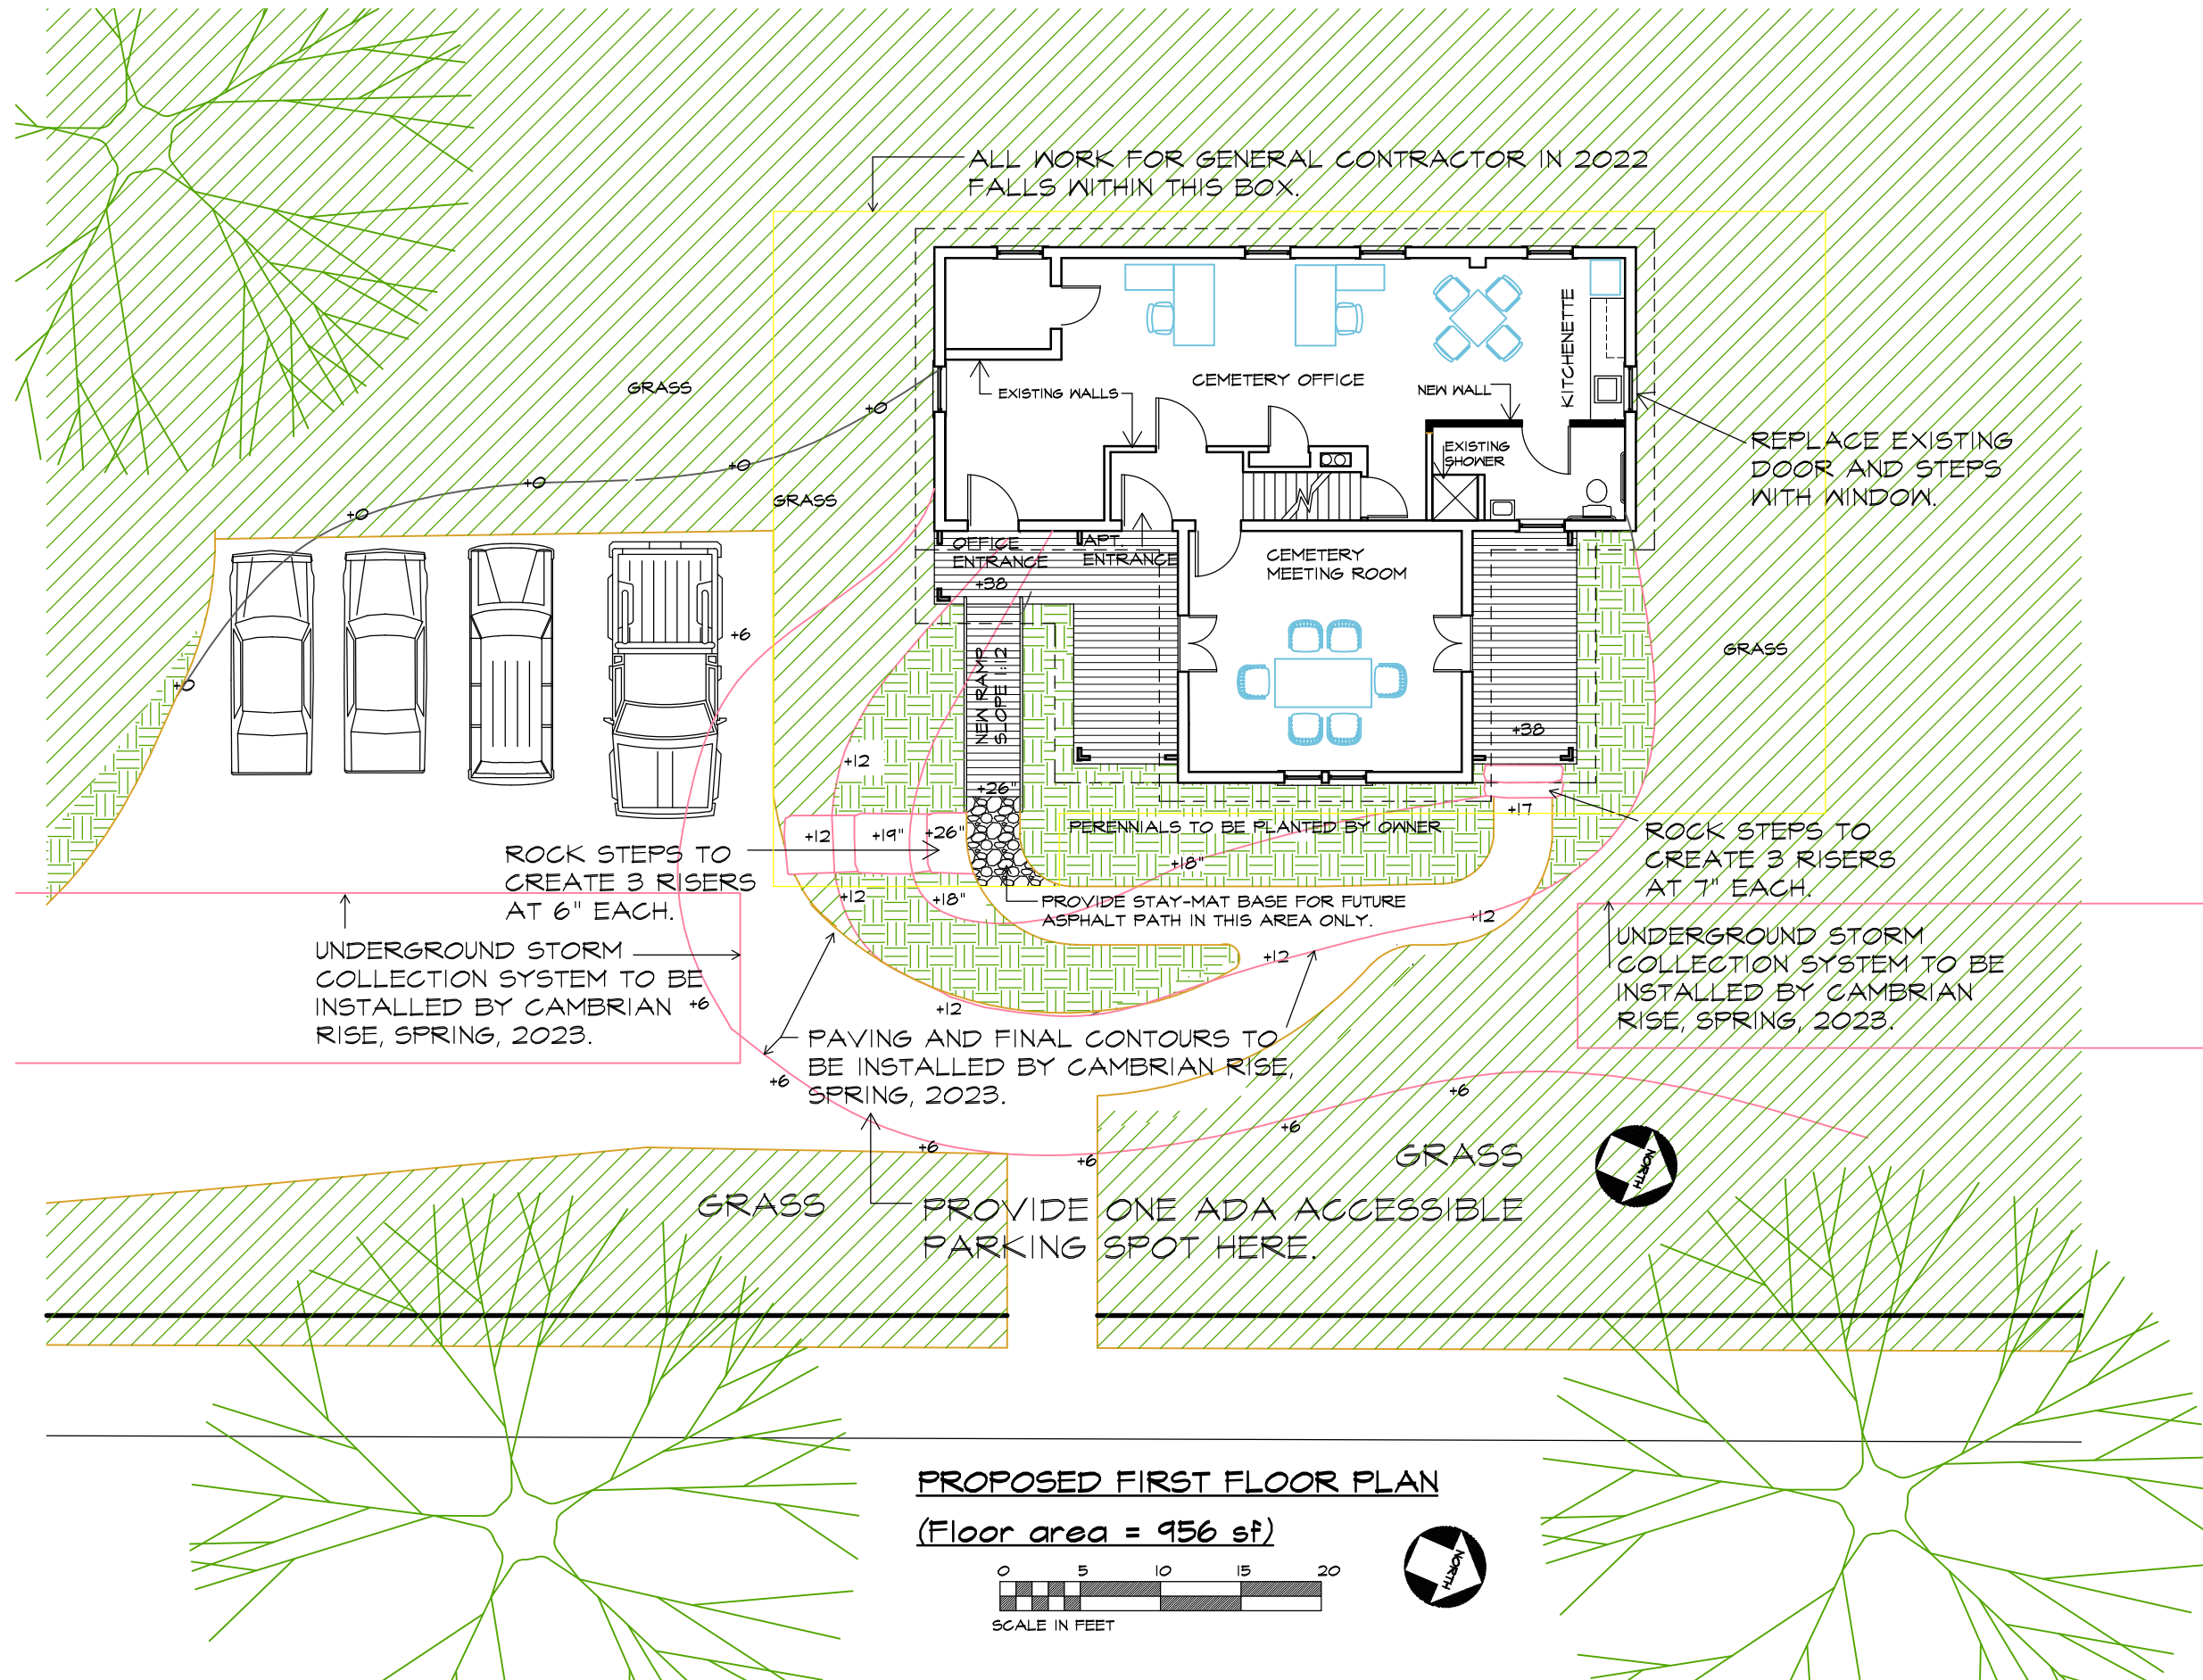 ALL WORK FOR GENERAL CONTRACTOR IN 2022
FALLS WITHIN THIS BOX.
GRASS
+0
+0
+0
+0
+0
GRASS
EXISTING WALLS
CEMETERY OFFICE
NEW WALL
KITCHENETTE
EXISTING
SHOWER
REPLACE EXISTING
DOOR AND STEPS
WITH WINDOW.
OFFICE
ENTRANCE
APT.
ENTRANCE
+38
CEMETERY
MEETING ROOM
+6
NEW RAMP
SLOPE 1:12
GRASS
+38
+12
+26"
+17
+12
+19"
+26"
PERENNIALS TO BE PLANTED BY OWNER
+18"
ROCK STEPS TO
CREATE 3 RISERS
AT 6" EACH.
ROCK STEPS TO
CREATE 3 RISERS
AT 7" EACH.
+12
+18"
PROVIDE STAY-MAT BASE FOR FUTURE
ASPHALT PATH IN THIS AREA ONLY.
+12
+12
UNDERGROUND STORM
COLLECTION SYSTEM TO BE
INSTALLED BY CAMBRIAN
RISE, SPRING, 2023.
+6
+12
UNDERGROUND STORM
COLLECTION SYSTEM TO BE
INSTALLED BY CAMBRIAN
RISE, SPRING, 2023.
PAVING AND FINAL CONTOURS TO
BE INSTALLED BY CAMBRIAN RISE,
SPRING, 2023.
+6
+6
+6
+6
+6
GRASS
NORTH
GRASS
PROVIDE ONE ADA ACCESSIBLE
PARKING SPOT HERE.
PROPOSED FIRST FLOOR PLAN
(Floor area = 956 sf)
0 5 10 15 20
SCALE IN FEET
NORTH